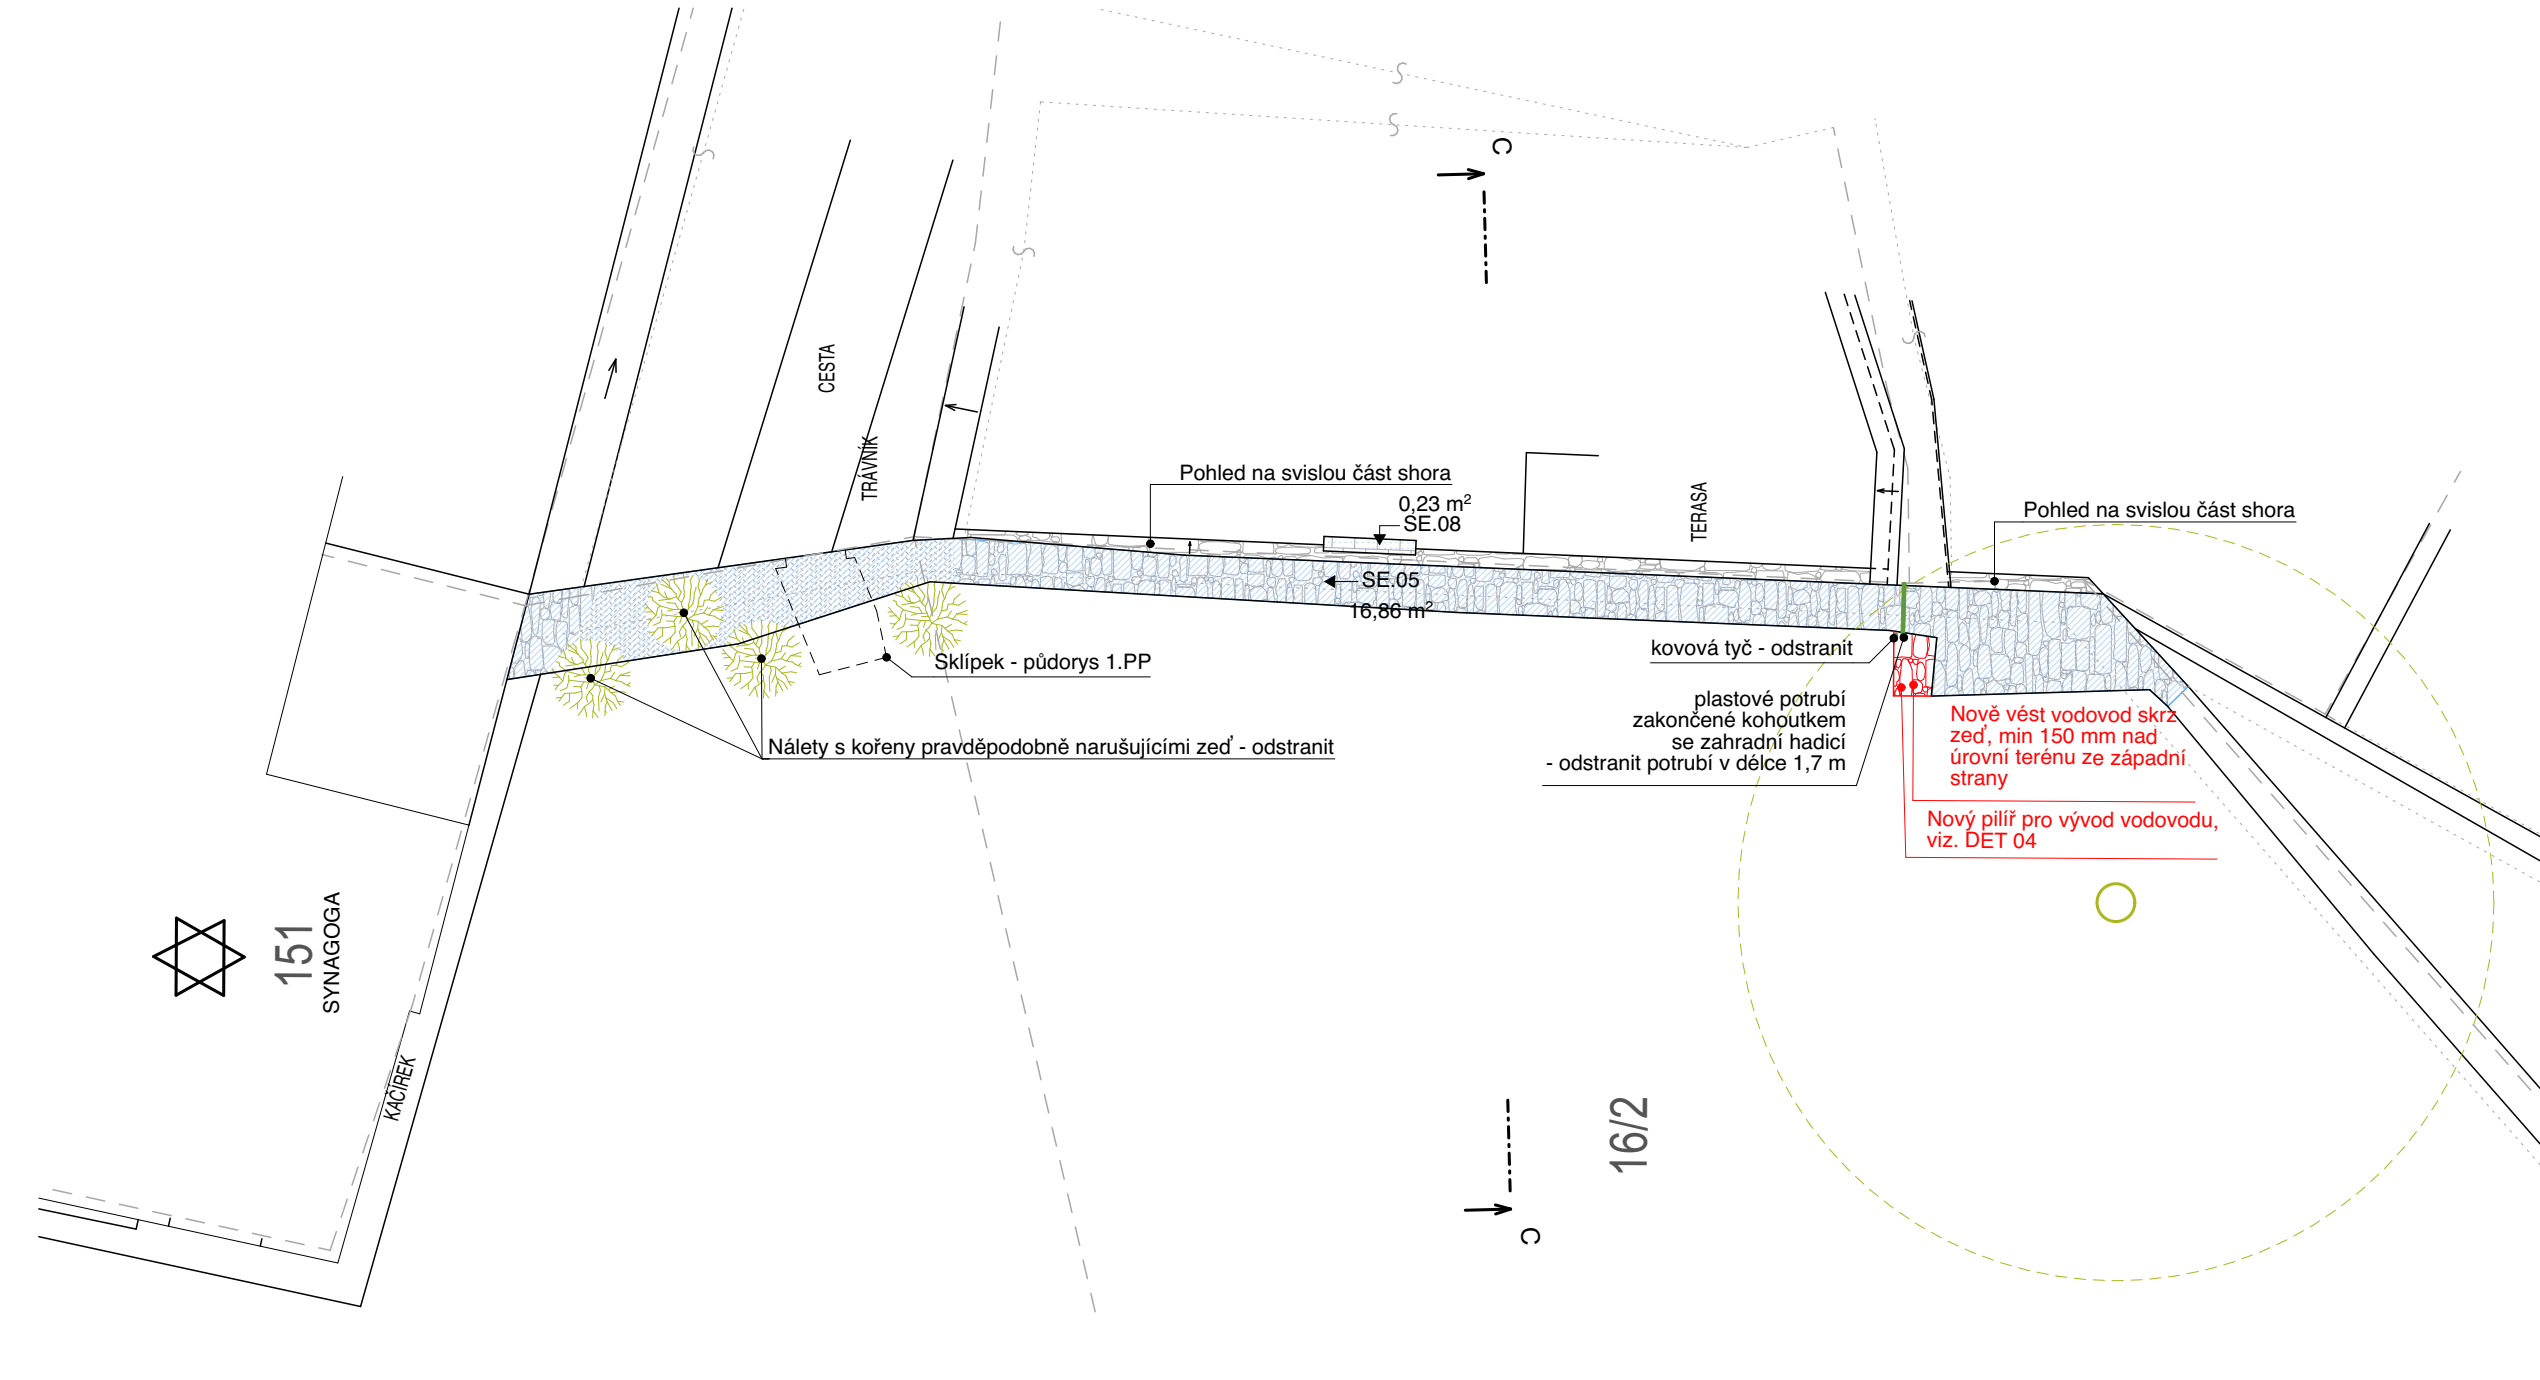 C
CESTA
TRÁVNÍK
Pohled na svislou část shora
0,23 m²
SE.08
TERASA
Pohled na svislou část shora
SE.05
16,86 m²
kovová tyč - odstranit
Sklípek - půdorys 1.PP
plastové potrubí
zakončené kohoutkem
se zahradní hadicí
- odstranit potrubí v délce 1,7 m
Nově vést vodovod skrz
zeď, min 150 mm nad
úrovní terénu ze západní
strany
Nálety s kořeny pravděpodobně narušujícími zeď - odstranit
Nový pilíř pro vývod vodovodu,
viz. DET 04
151
SYNAGOGA
KAČÍREK
16/2
C